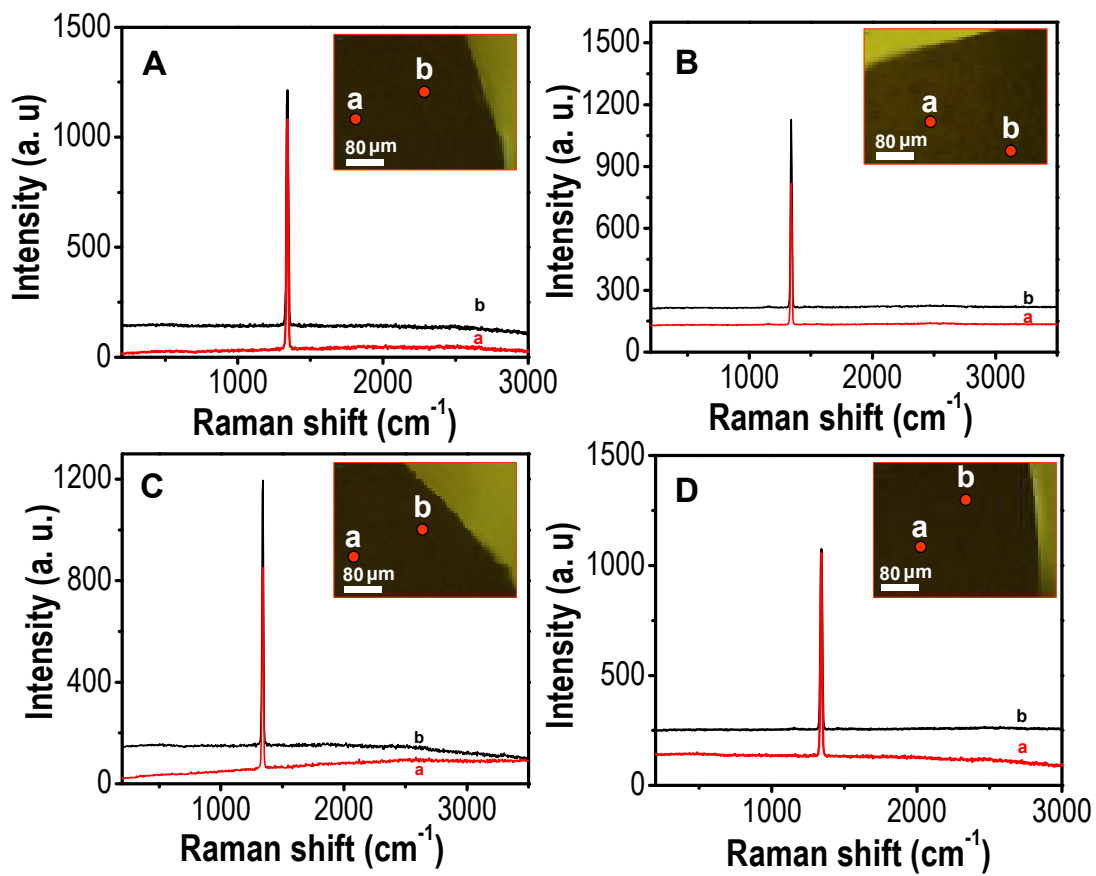 A
Intensity (a. u)
1500
1000
500
0
1000
2000
3000
Raman shift (cm⁻¹)
b
a
a
b
80 µm
B
Intensity (a. u.)
1500
1200
900
600
300
0
1000
2000
3000
Raman shift (cm⁻¹)
b
a
a
b
80 µm
C
Intensity (a. u.)
1200
800
400
0
1000
2000
3000
Raman shift (cm⁻¹)
b
a
a
b
80 µm
D
Intensity (a. u)
1500
1000
500
0
1000
2000
3000
Raman shift (cm⁻¹)
b
a
a
b
80 µm